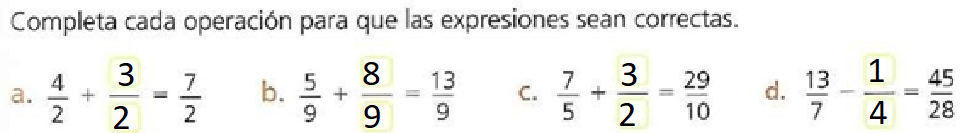 Completa cada operación para que las expresiones sean correctas.
a. 4/2 + 3/2 = 7/2 b. 5/9 + 8/9 = 13/9 c. 7/5 + 3/2 = 29/10 d. 13/7 − 1/4 = 45/28